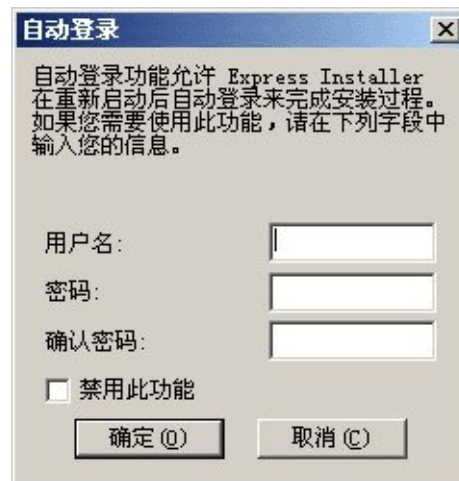 自动登录
自动登录功能允许 Express Installer
在重新启动后自动登录来完成安装过程。
如果您需要使用此功能，请在下列字段中
输入您的信息。
用户名:
密码:
确认密码:
禁用此功能
确定(O)
取消(C)